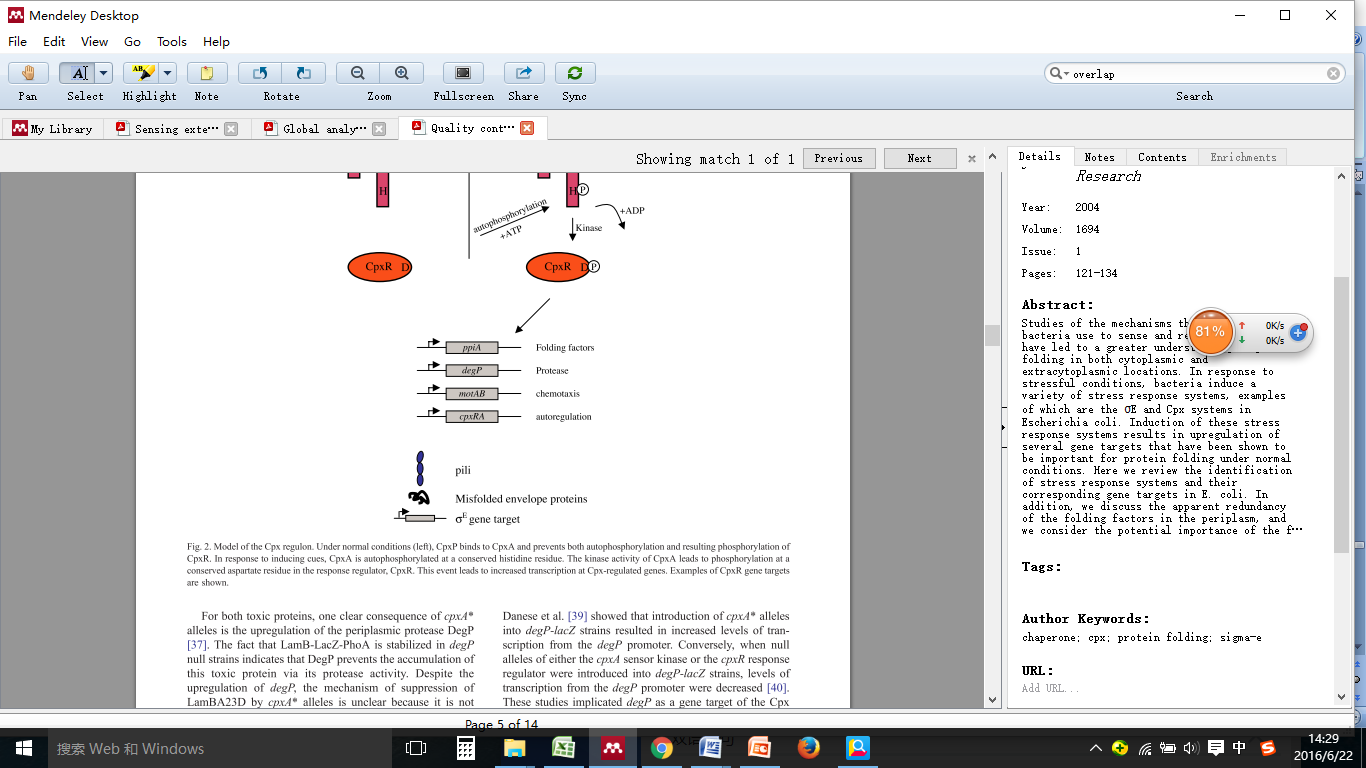 Mendeley Desktop
File Edit View Go Tools Help
Pan Select Highlight Note Rotate Zoom Fullscreen Share Sync
overlap
Search
My Library Sensing exte… Global analy… Quality cont…
Showing match 1 of 1 Previous Next
H H P
autophosphorylation
+ATP
+ADP
Kinase
CpxR D CpxR D P
ppiA Folding factors
degP Protease
motAB chemotaxis
cpxRA autoregulation
pili
Misfolded envelope proteins
σE gene target
Fig. 2. Model of the Cpx regulon. Under normal conditions (left), CpxP binds to CpxA and prevents both autophosphorylation and resulting phosphorylation of
CpxR. In response to inducing cues, CpxA is autophosphorylated at a conserved histidine residue. The kinase activity of CpxA leads to phosphorylation at a
conserved aspartate residue in the response regulator, CpxR. This event leads to increased transcription at Cpx-regulated genes. Examples of CpxR gene targets
are shown.
For both toxic proteins, one clear consequence of cpxA*
alleles is the upregulation of the periplasmic protease DegP
[37]. The fact that LamB-LacZ-PhoA is stabilized in degP
null strains indicates that DegP prevents the accumulation of
this toxic protein via its protease activity. Despite the
upregulation of degP, the mechanism of suppression of
LamBA23D by cpxA* alleles is unclear because it is not
Danese et al. [39] showed that introduction of cpxA* alleles
into degP-lacZ strains resulted in increased levels of tran-
scription from the degP promoter. Conversely, when null
alleles of either the cpxA sensor kinase or the cpxR response
regulator were introduced into degP-lacZ strains, levels of
transcription from the degP promoter were decreased [40].
These studies implicated degP as a gene target of the Cpx
Page 5 of 14
Details Notes Contents Enrichments
Research
Year: 2004
Volume: 1694
Issue: 1
Pages: 121-134
Abstract:
Studies of the mechanisms
bacteria use to sense and
have led to a greater
folding in both cytoplasmic and
extracytoplasmic locations. In response to
stressful conditions, bacteria induce a
variety of stress response systems, examples
of which are the σE and Cpx systems in
Escherichia coli. Induction of these stress
response systems results in upregulation of
several gene targets that have been shown to
be important for protein folding under normal
conditions. Here we review the identification
of stress response systems and their
corresponding gene targets in E. coli. In
addition, we discuss the apparent redundancy
of the folding factors in the periplasm, and
we consider the potential importance of the f…
81%
0K/s
0K/s
Tags:
Author Keywords:
chaperone; cpx; protein folding; sigma-e
URL:
Add URL...
搜索 Web 和 Windows
中
14:29
2016/6/22